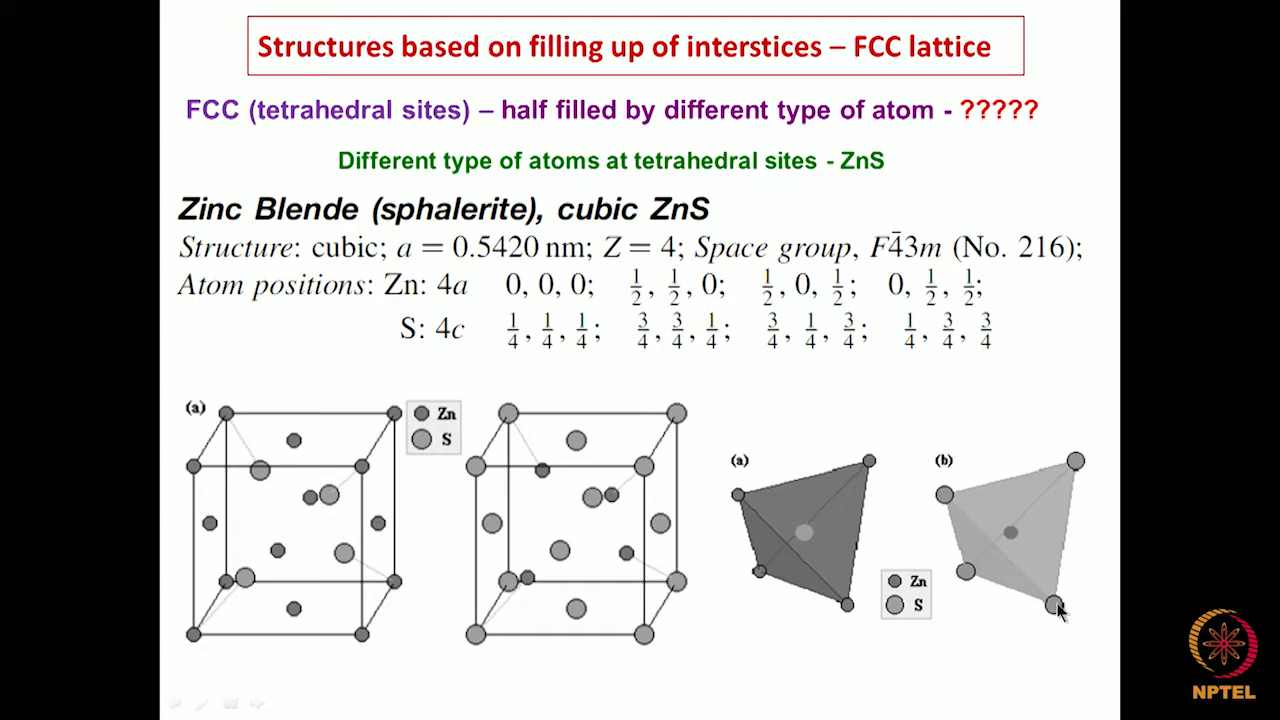 Structures based on filling up of interstices – FCC lattice
FCC (tetrahedral sites) – half filled by different type of atom - ?????
Different type of atoms at tetrahedral sites - ZnS
Zinc Blende (sphalerite), cubic ZnS
Structure: cubic; a = 0.5420 nm; Z = 4; Space group, F4̄3m (No. 216);
Atom positions: Zn: 4a 0, 0, 0; 1/2, 1/2, 0; 1/2, 0, 1/2; 0, 1/2, 1/2;
S: 4c 1/4, 1/4, 1/4; 3/4, 3/4, 1/4; 3/4, 1/4, 3/4; 1/4, 3/4, 3/4
(a)
Zn
S
(a)
(b)
Zn
S
NPTEL